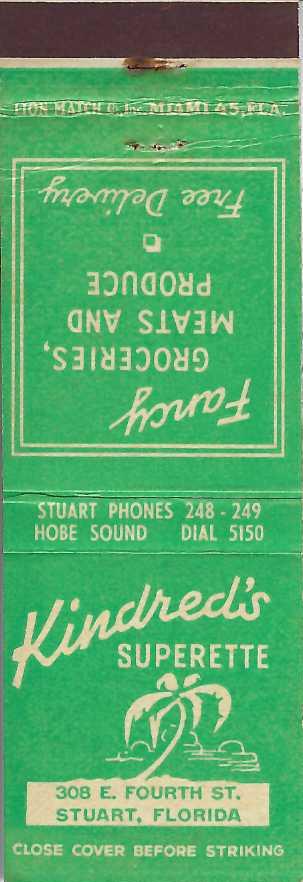 LION MATCH CO., Inc. MIAMI 45, FLA.
Fancy
GROCERIES,
MEATS AND
PRODUCE
Free Delivery
STUART PHONES 248 - 249
HOBE SOUND DIAL 5150
Kindred's
SUPERETTE
308 E. FOURTH ST.
STUART, FLORIDA
CLOSE COVER BEFORE STRIKING